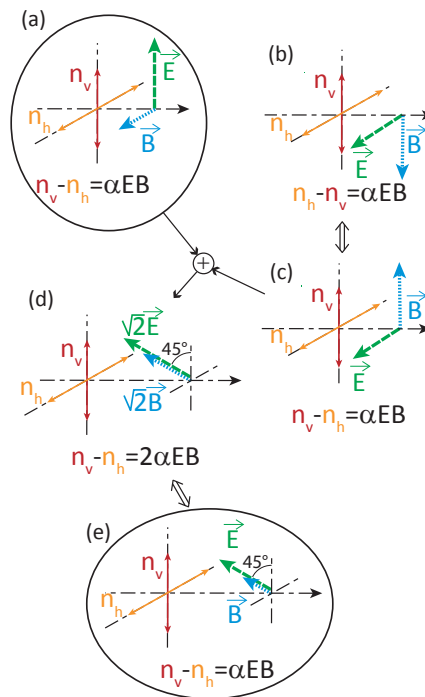 (a)
n_v
E
n_h
B
n_v-n_h=αEB
(b)
n_v
n_h
E
B
n_h-n_v=αEB
+
(c)
n_v
n_h
B
E
n_v-n_h=αEB
(d)
n_v
√2E
45°
n_h
√2B
n_v-n_h=2αEB
(e)
E
n_v
45°
n_h
B
n_v-n_h=αEB